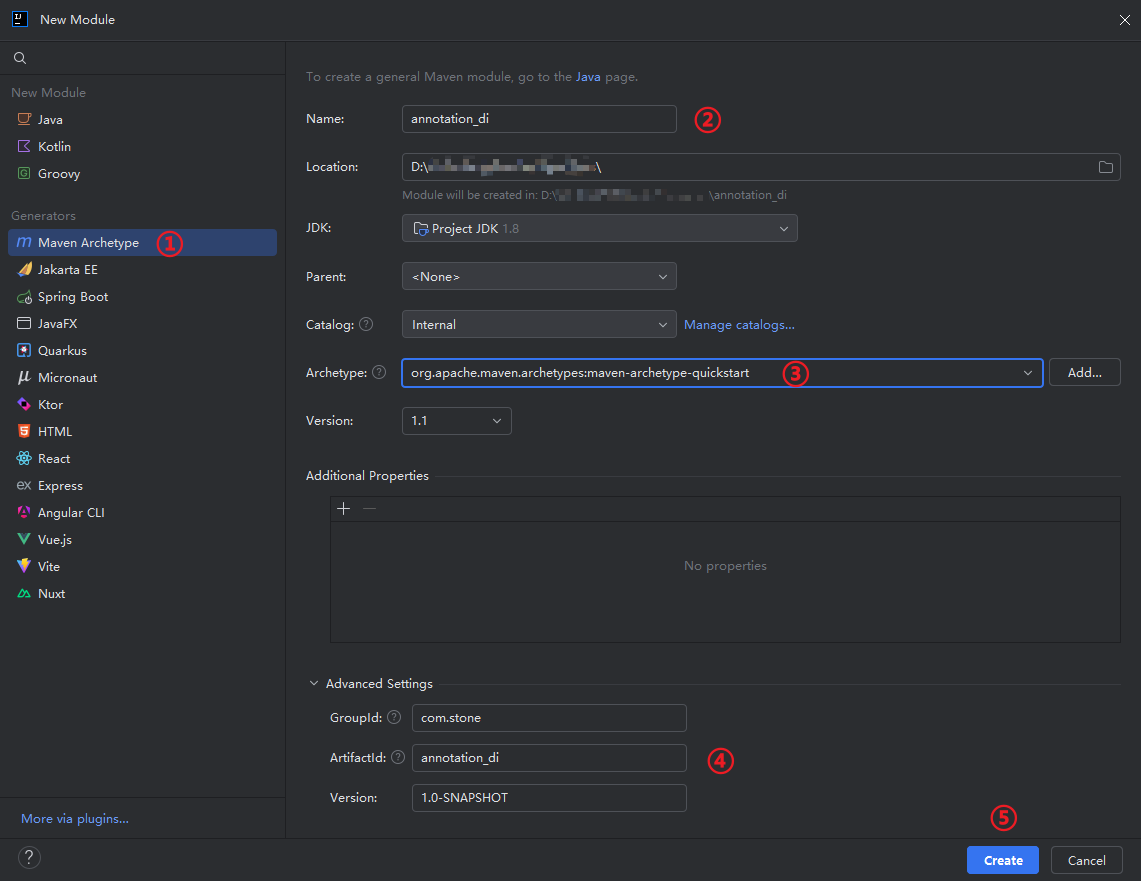 New Module
New Module
Java
Kotlin
Groovy
Generators
Maven Archetype ①
Jakarta EE
Spring Boot
JavaFX
Quarkus
Micronaut
Ktor
HTML
React
Express
Angular CLI
Vue.js
Vite
Nuxt
More via plugins...
To create a general Maven module, go to the Java page.
Name: annotation_di ②
Location: D:\ \
Module will be created in: D:\ \annotation_di
JDK: Project JDK 1.8
Parent: <None>
Catalog: ? Internal Manage catalogs...
Archetype: ? org.apache.maven.archetypes:maven-archetype-quickstart ③ Add...
Version: 1.1
Additional Properties
No properties
Advanced Settings
GroupId: ? com.stone
ArtifactId: ? annotation_di ④
Version: 1.0-SNAPSHOT
⑤
? Create Cancel